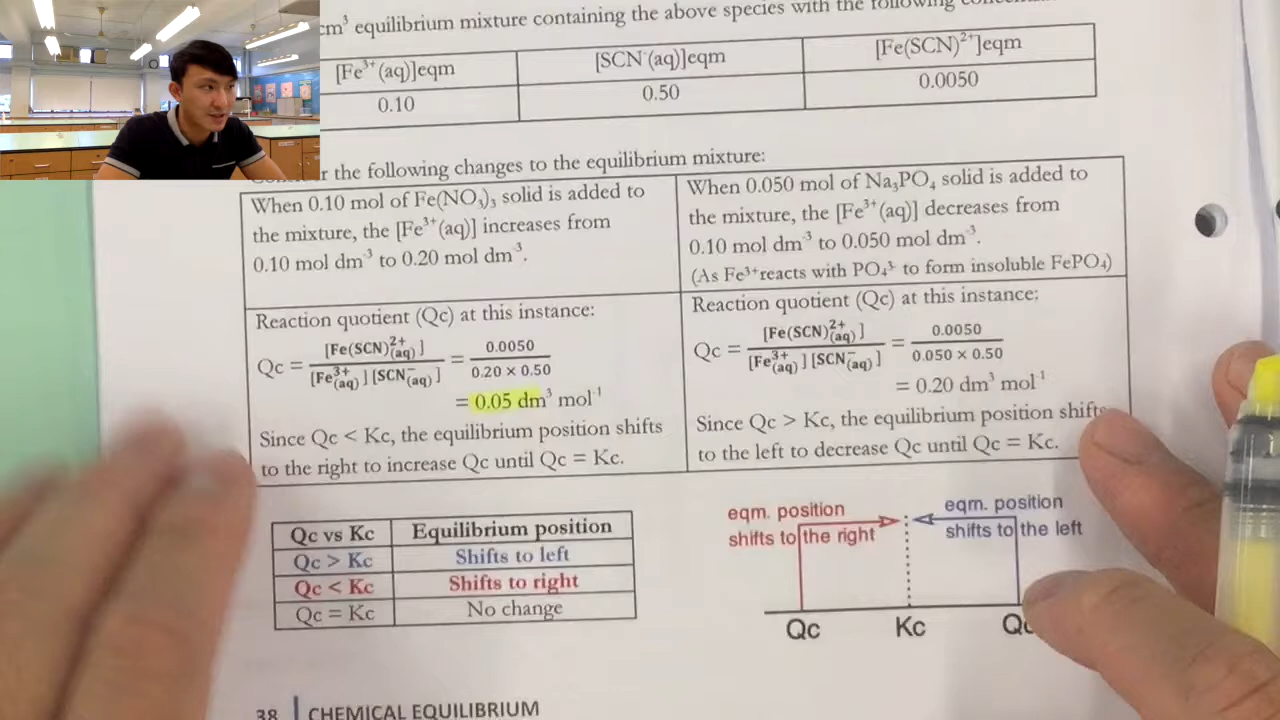 cm³ equilibrium mixture containing the above species with the following
[Fe³⁺(aq)]eqm [SCN⁻(aq)]eqm [Fe(SCN)²⁺]eqm
0.10 0.50 0.0050
the following changes to the equilibrium mixture:
When 0.10 mol of Fe(NO₃)₃ solid is added to
the mixture, the [Fe³⁺(aq)] increases from
0.10 mol dm⁻³ to 0.20 mol dm⁻³.
When 0.050 mol of Na₃PO₄ solid is added to
the mixture, the [Fe³⁺(aq)] decreases from
0.10 mol dm⁻³ to 0.050 mol dm⁻³.
(As Fe³⁺ reacts with PO₄³⁻ to form insoluble FePO₄)
Reaction quotient (Qc) at this instance:
Qc = [Fe(SCN)²⁺(aq)] / [Fe³⁺(aq)] [SCN⁻(aq)] = 0.0050 / 0.20 × 0.50
= 0.05 dm³ mol⁻¹
Since Qc < Kc, the equilibrium position shifts
to the right to increase Qc until Qc = Kc.
Reaction quotient (Qc) at this instance:
Qc = [Fe(SCN)²⁺(aq)] / [Fe³⁺(aq)] [SCN⁻(aq)] = 0.0050 / 0.050 × 0.50
= 0.20 dm³ mol⁻¹
Since Qc > Kc, the equilibrium position shifts
to the left to decrease Qc until Qc = Kc.
Qc vs Kc Equilibrium position
Qc > Kc Shifts to left
Qc < Kc Shifts to right
Qc = Kc No change
eqm. position
shifts to the right
eqm. position
shifts to the left
Qc Kc
38 CHEMICAL EQUILIBRIUM